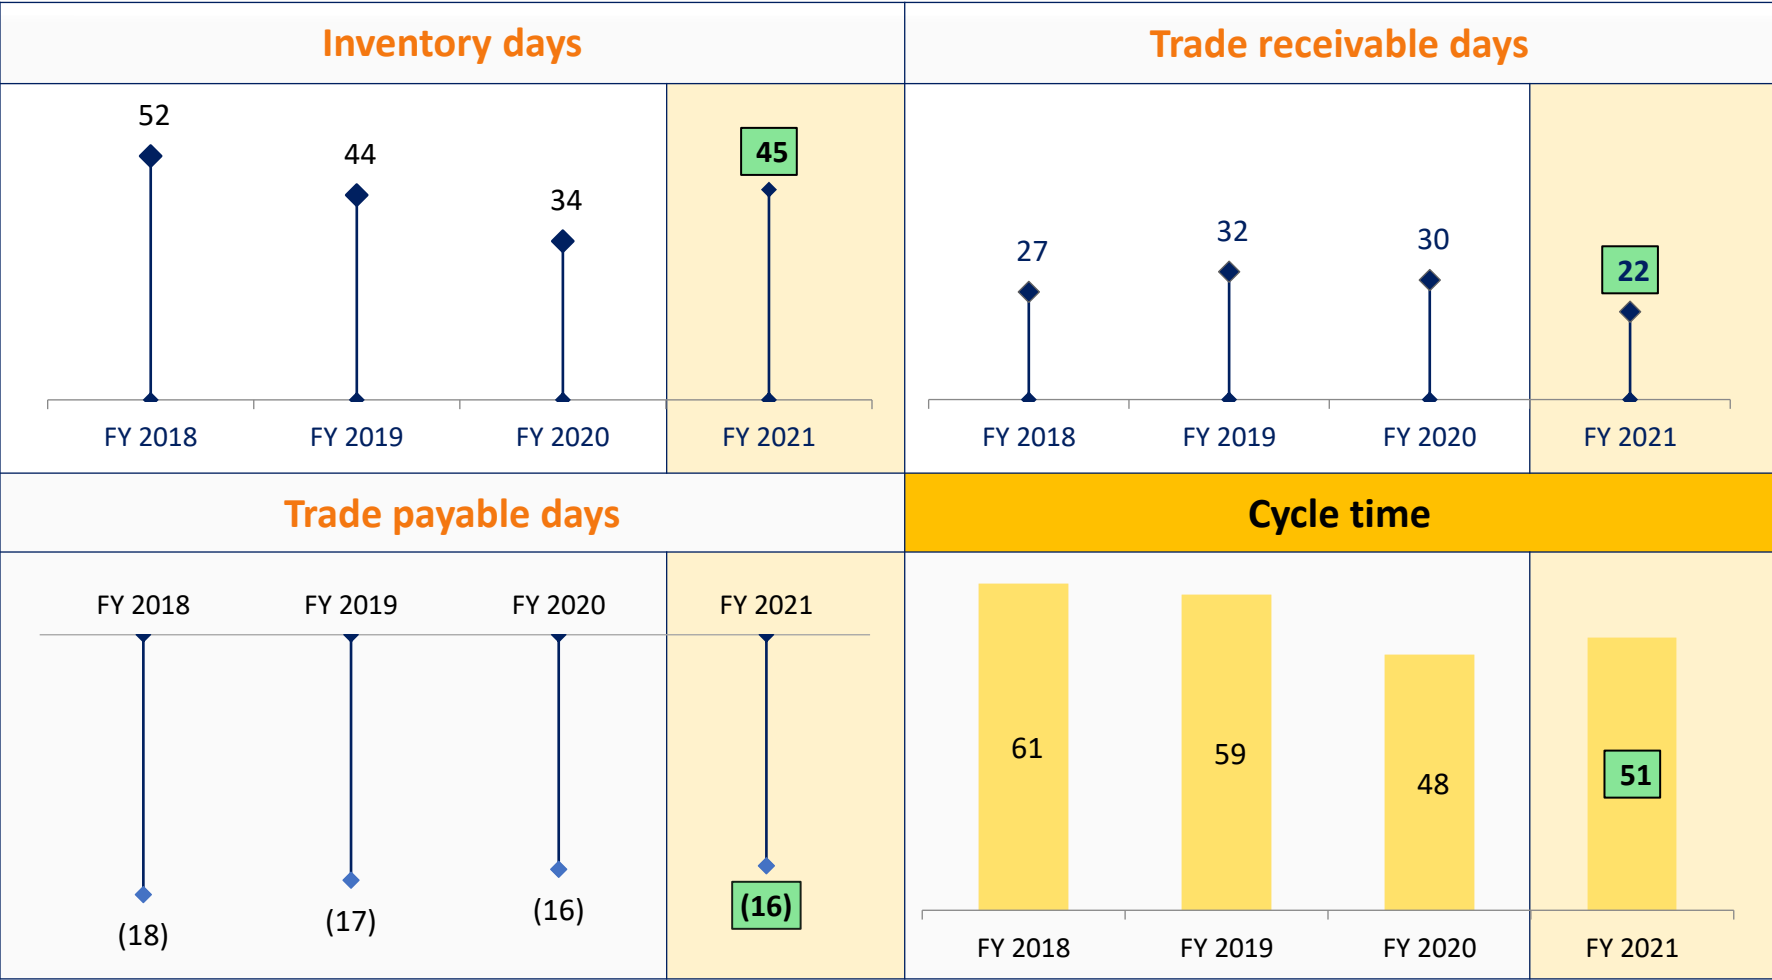 Inventory days
52
44
34
45
FY 2018 FY 2019 FY 2020 FY 2021
Trade receivable days
27
32
30
22
FY 2018 FY 2019 FY 2020 FY 2021
Trade payable days
FY 2018 FY 2019 FY 2020 FY 2021
(18)
(17)
(16)
(16)
Cycle time
61
59
48
51
FY 2018 FY 2019 FY 2020 FY 2021